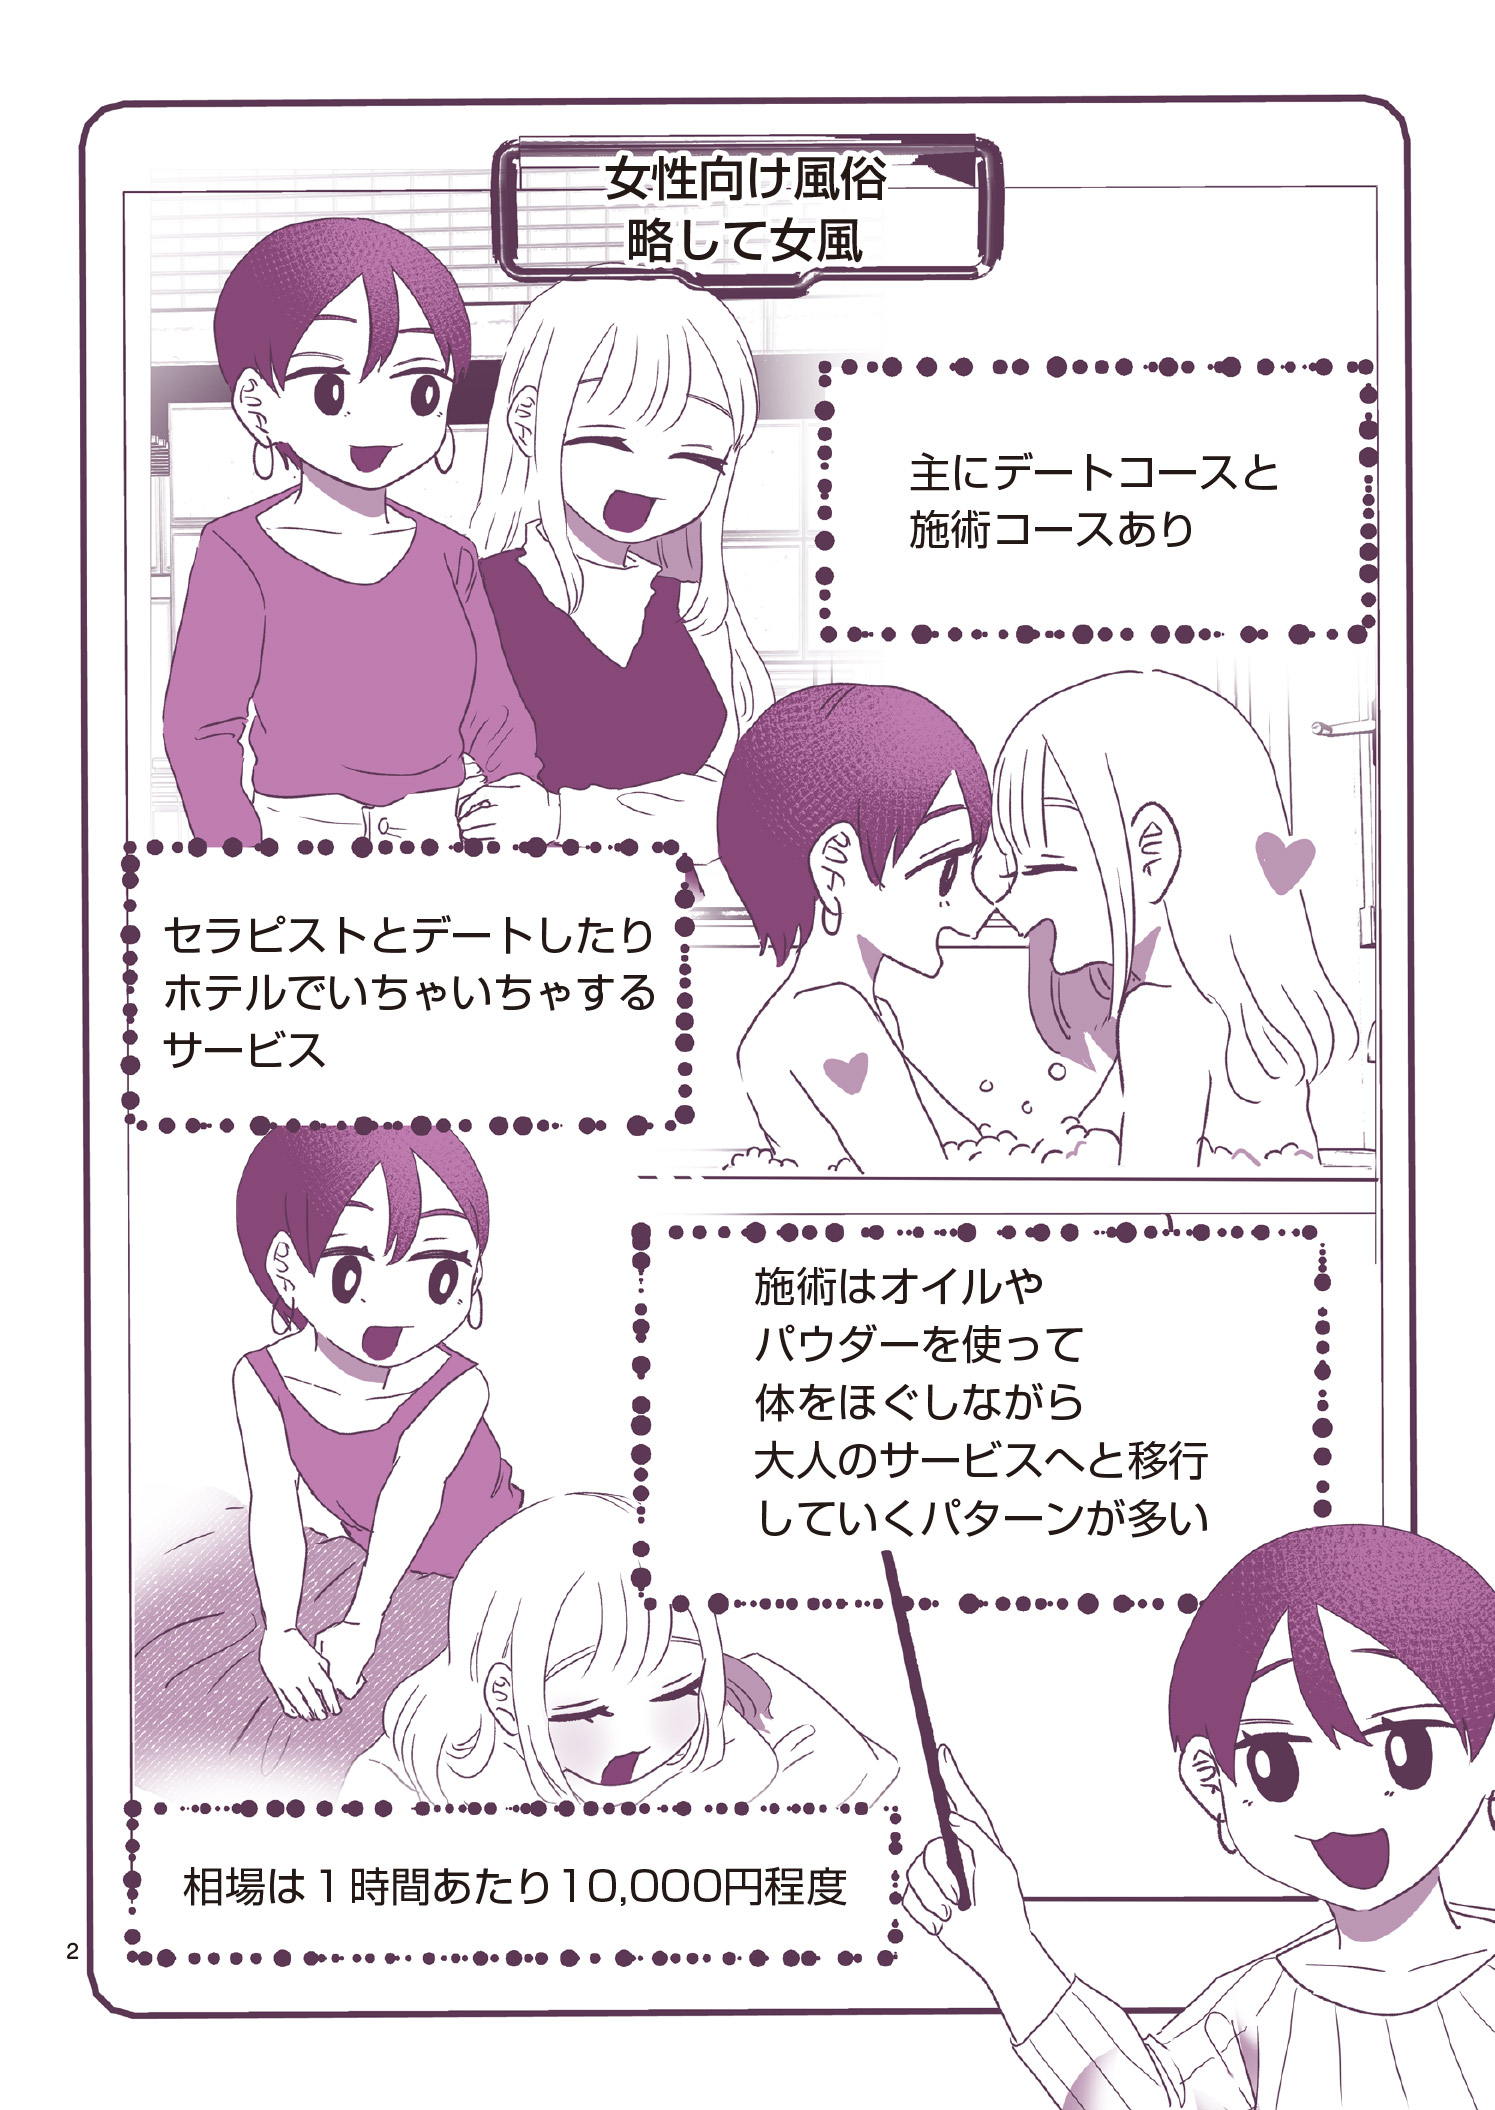 女性向け風俗
略して女風
主にデートコースと
施術コースあり
セラピストとデートしたり
ホテルでいちゃいちゃする
サービス
施術はオイルや
パウダーを使って
体をほぐしながら
大人のサービスへと移行
していくパターンが多い
相場は1時間あたり10,000円程度
2